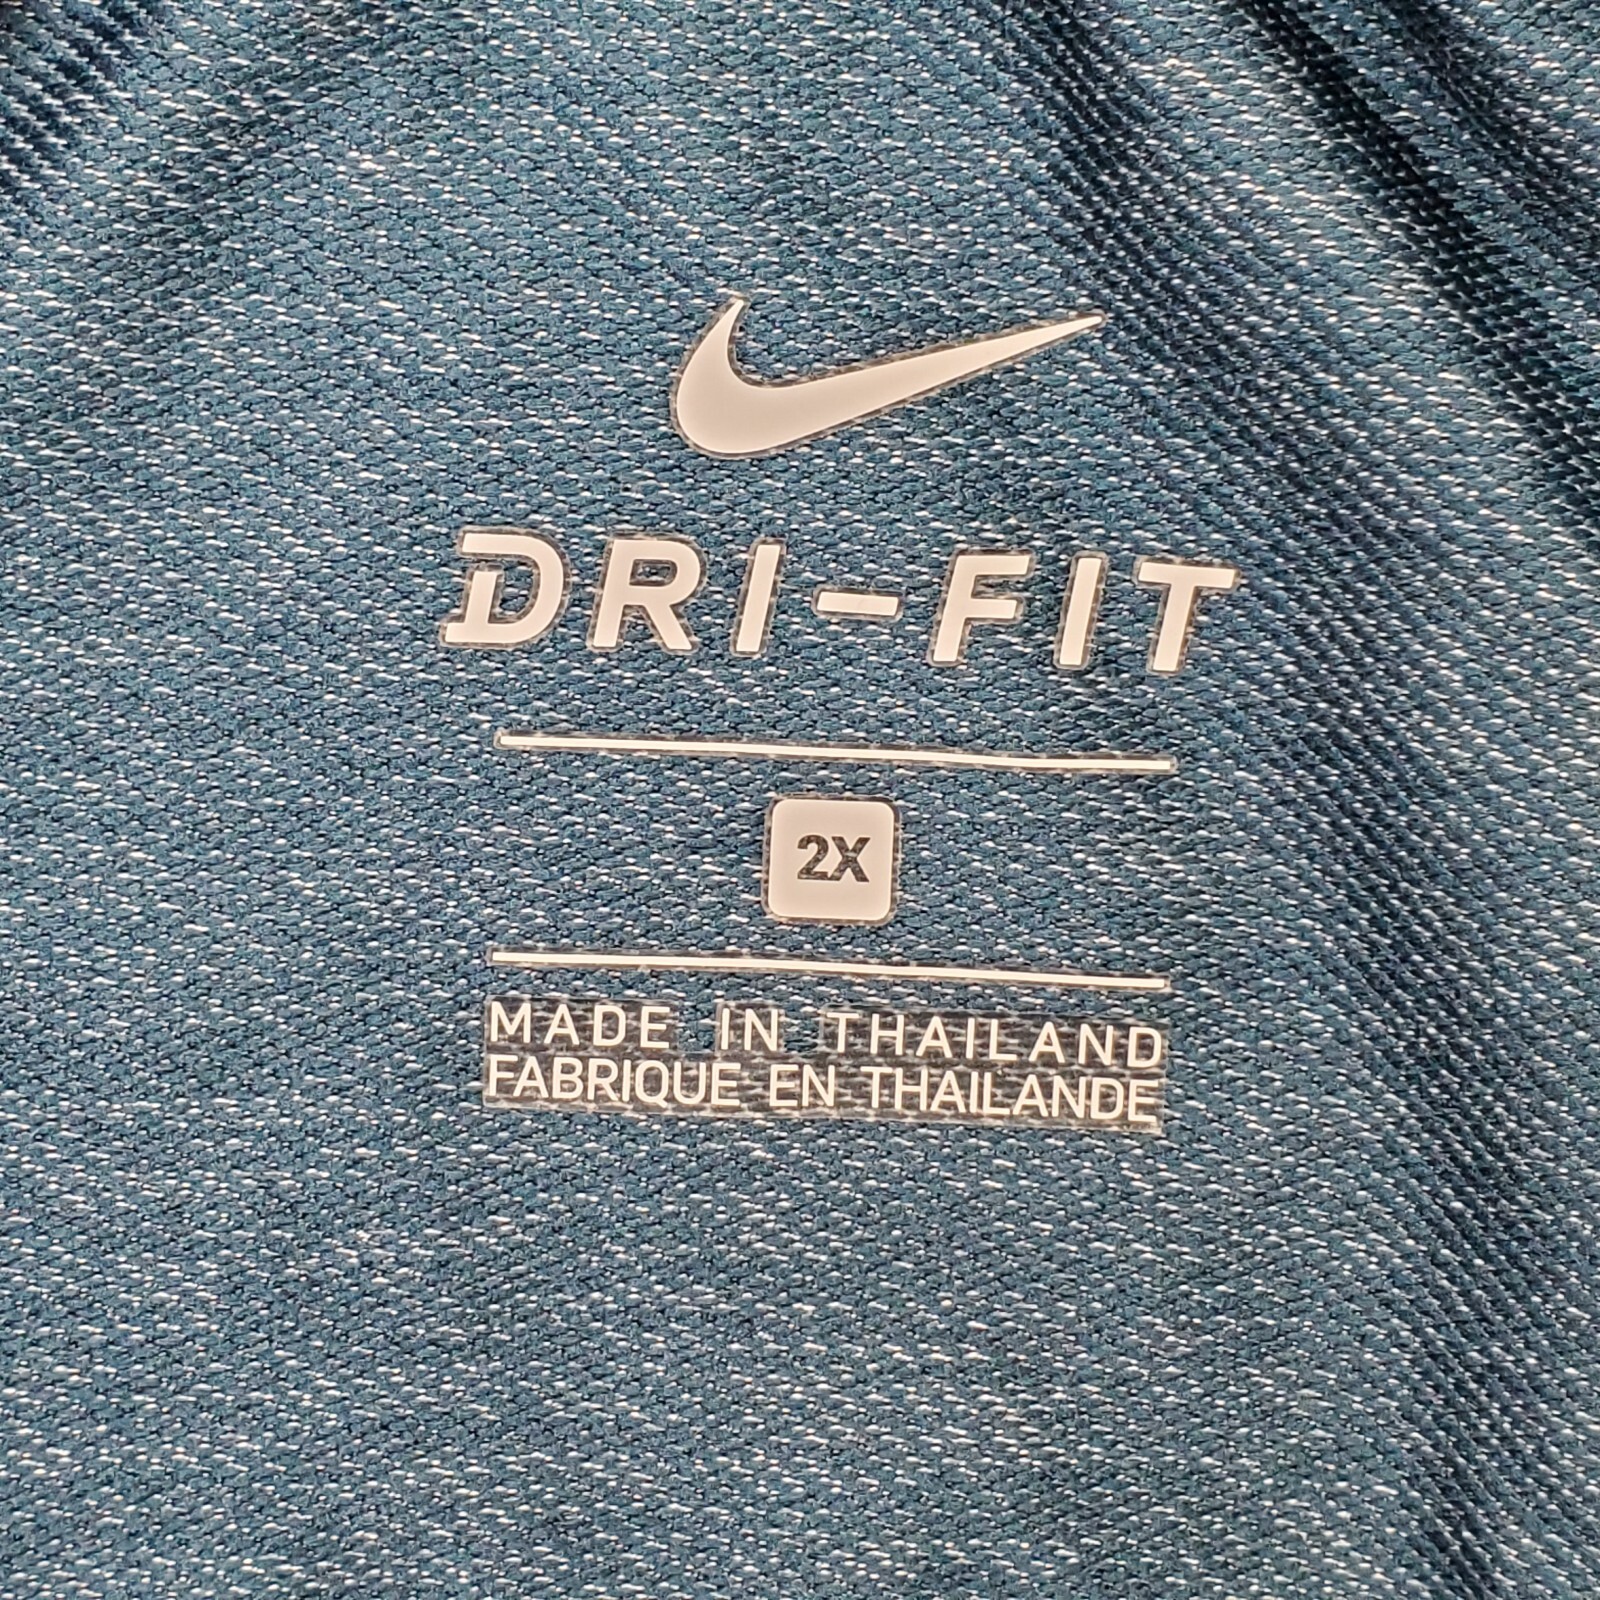 DRI-FIT
2X
MADE IN THAILAND
FABRIQUE EN THAILANDE